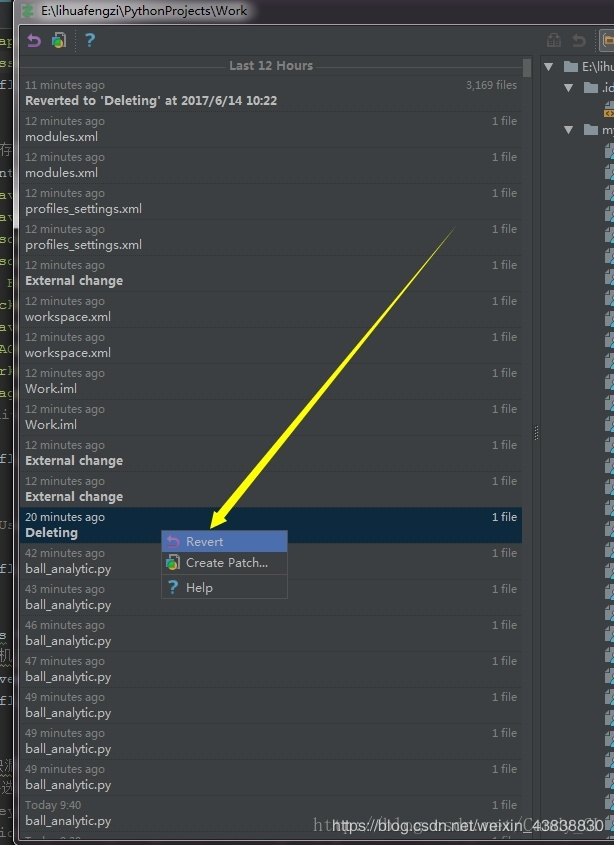 E:\lihuafengzi\PythonProjects\Work
Last 12 Hours
11 minutes ago 3,169 files
Reverted to 'Deleting' at 2017/6/14 10:22
12 minutes ago 1 file
modules.xml
12 minutes ago 1 file
modules.xml
12 minutes ago 1 file
profiles_settings.xml
12 minutes ago 1 file
profiles_settings.xml
12 minutes ago 1 file
External change
12 minutes ago 1 file
workspace.xml
12 minutes ago 1 file
workspace.xml
12 minutes ago 1 file
Work.iml
12 minutes ago 1 file
Work.iml
12 minutes ago 1 file
External change
12 minutes ago 1 file
External change
20 minutes ago 1 file
Deleting
Revert
Create Patch...
Help
42 minutes ago 1 file
ball_analytic.py
43 minutes ago 1 file
ball_analytic.py
46 minutes ago 1 file
ball_analytic.py
47 minutes ago 1 file
ball_analytic.py
49 minutes ago 1 file
ball_analytic.py
49 minutes ago 1 file
ball_analytic.py
49 minutes ago 1 file
ball_analytic.py
Today 9:40 1 file
ball_analytic.py
E:\lihu
.id
my
https://blog.csdn.net/weixin_43838830